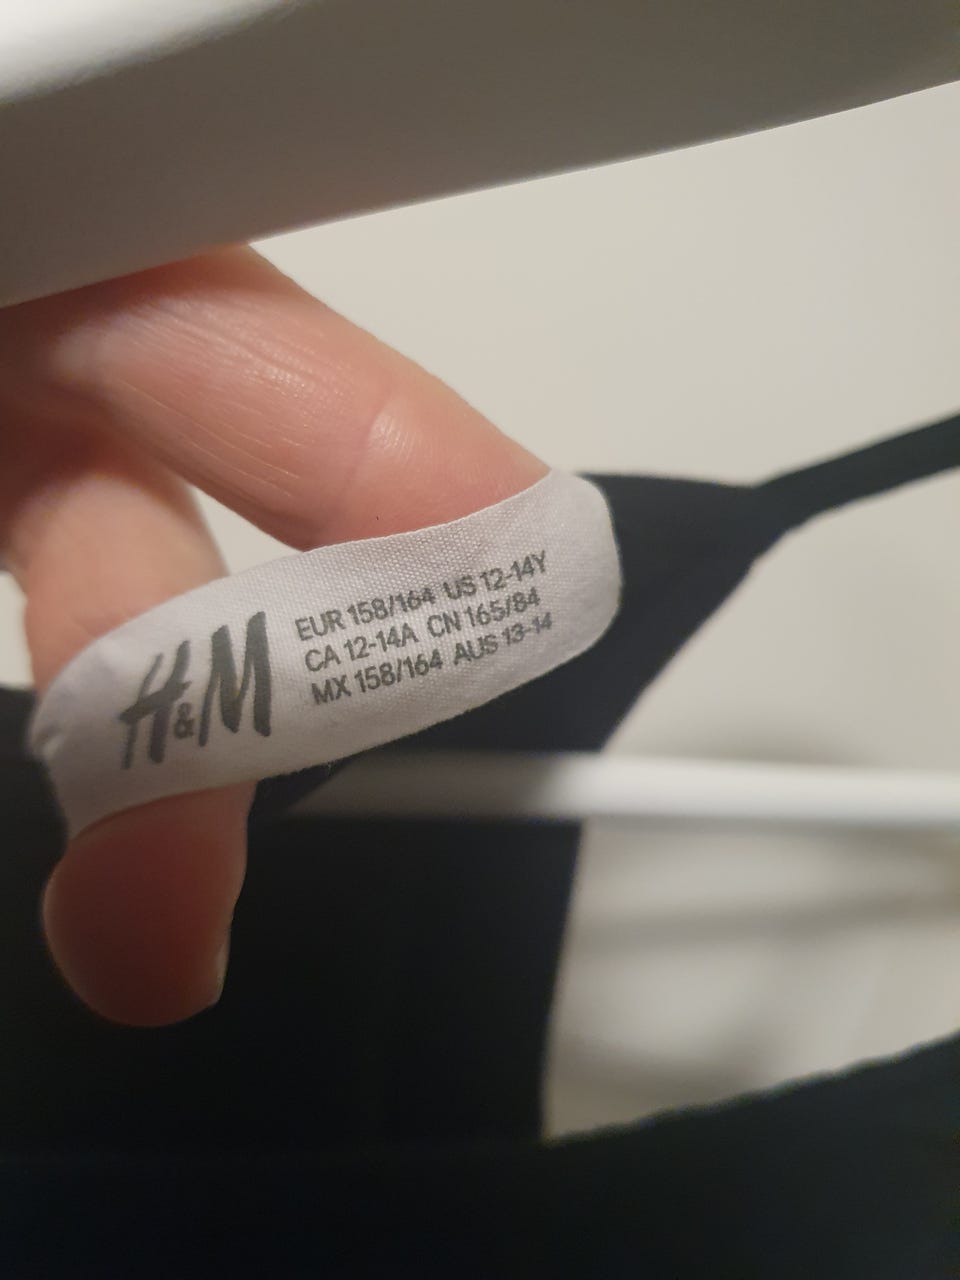 H&M
EUR 158/164 US 12-14Y
CA 12-14A CN 165/84
MX 158/164 AUS 13-14